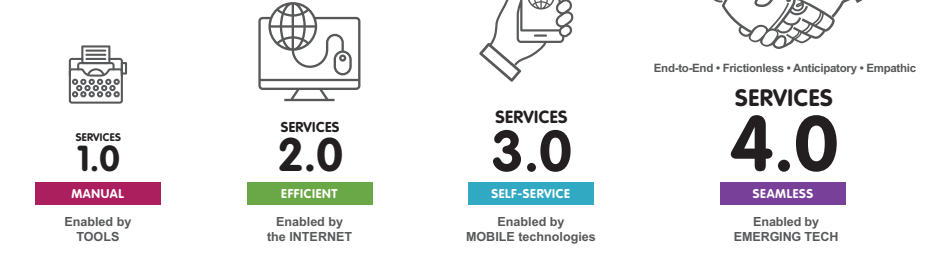 SERVICES
1.0
MANUAL
Enabled by
TOOLS
SERVICES
2.0
EFFICIENT
Enabled by
the INTERNET
SERVICES
3.0
SELF-SERVICE
Enabled by
MOBILE technologies
End-to-End • Frictionless • Anticipatory • Empathic
SERVICES
4.0
SEAMLESS
Enabled by
EMERGING TECH